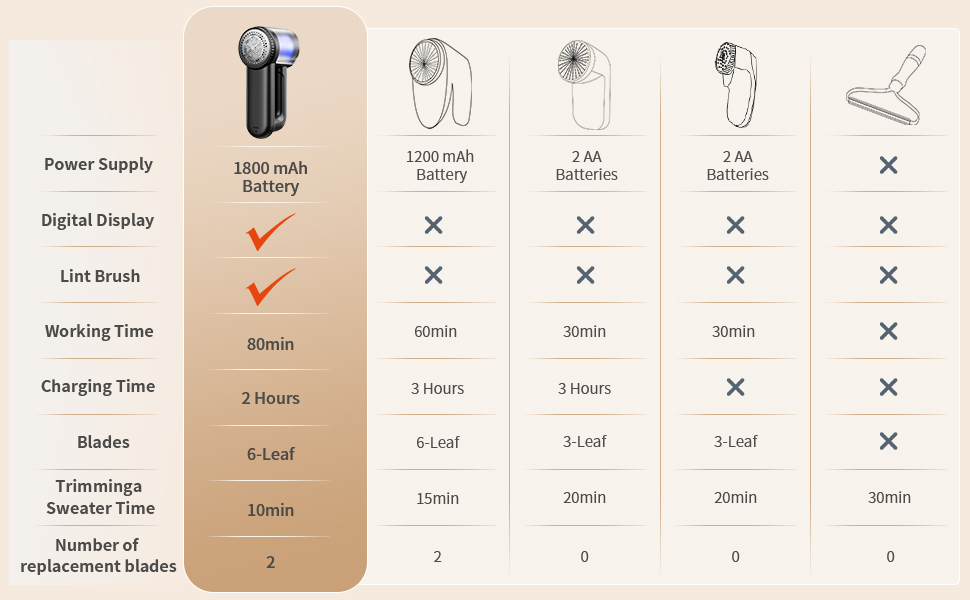 Power Supply
1800 mAh
Battery
1200 mAh
Battery
2 AA
Batteries
2 AA
Batteries
Digital Display
Lint Brush
Working Time
80min
60min
30min
30min
Charging Time
2 Hours
3 Hours
3 Hours
Blades
6-Leaf
6-Leaf
3-Leaf
3-Leaf
Trimminga
Sweater Time
10min
15min
20min
20min
30min
Number of
replacement blades
2
2
0
0
0